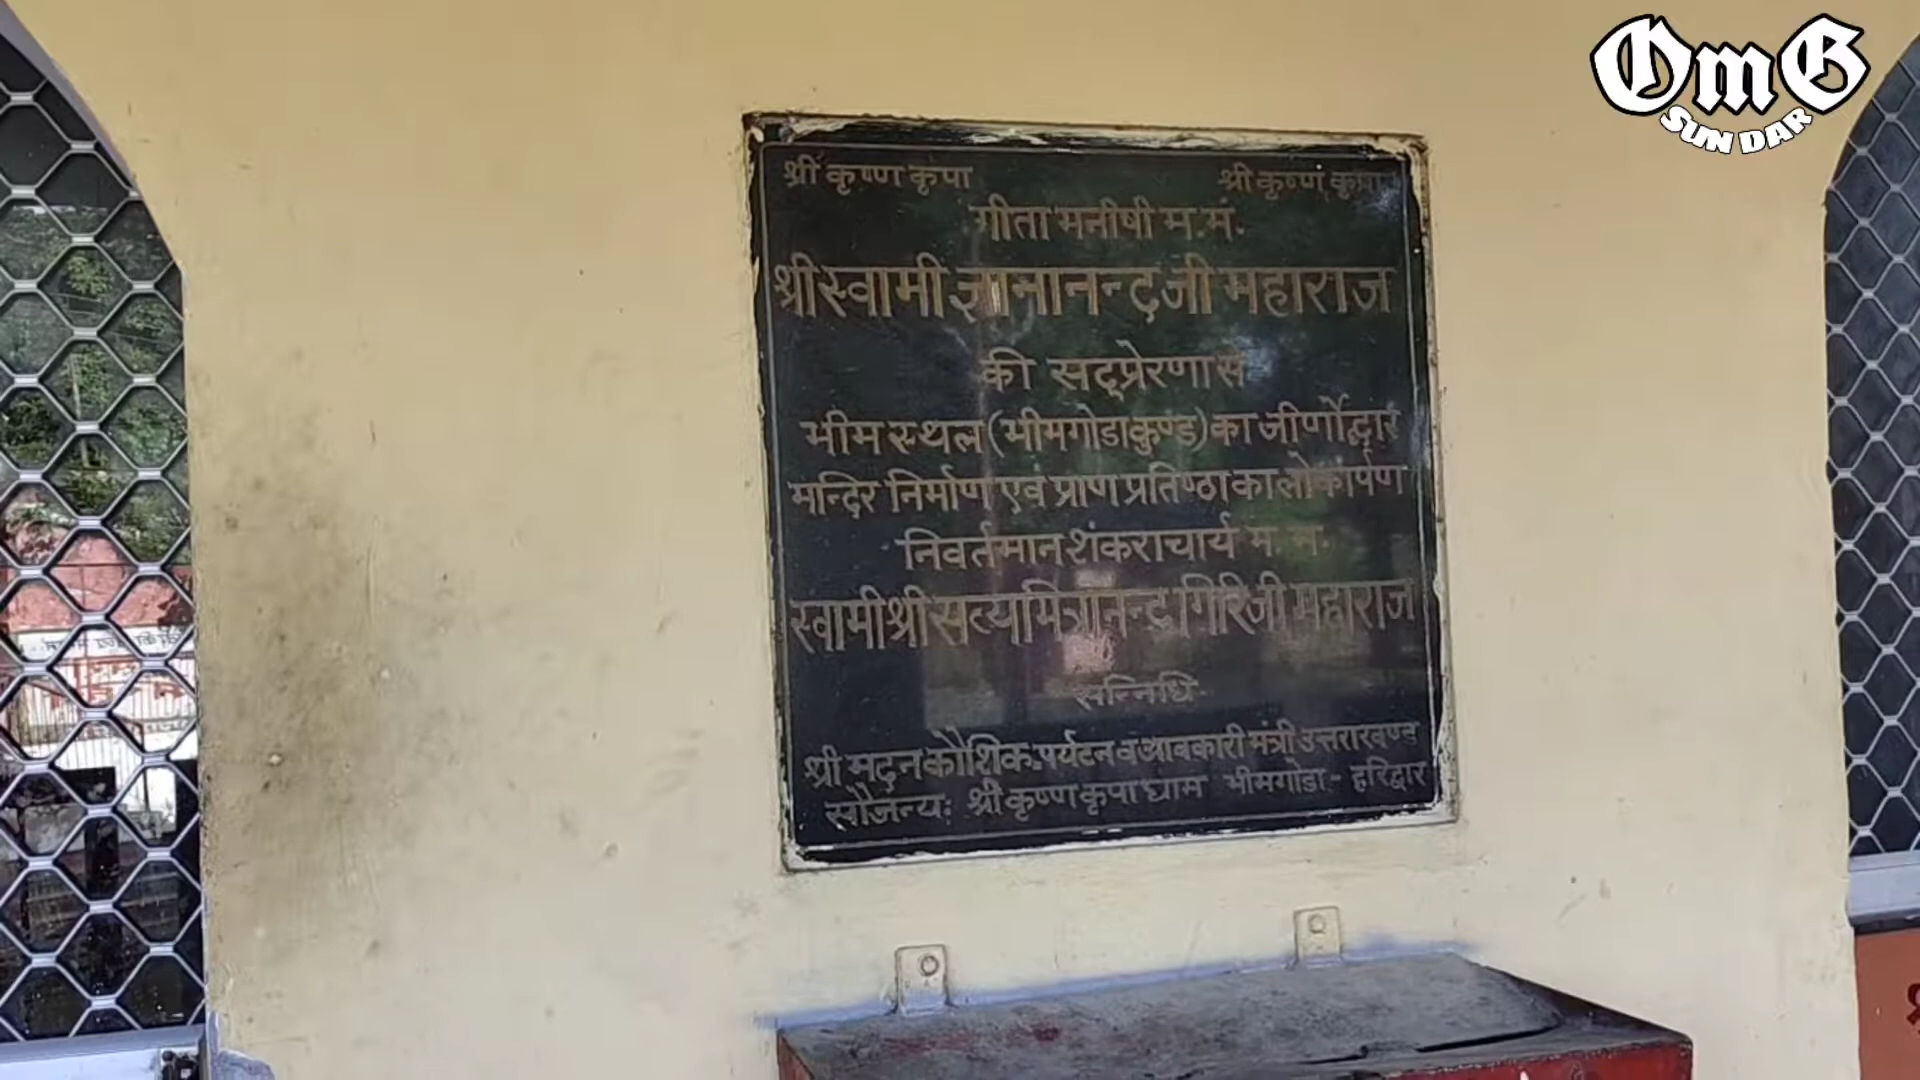 OmG
SUN DAR
श्री कृष्ण कृपा श्री कृष्ण कृपा
गीता मनीषी म. मं.
श्री स्वामी ज्ञानानन्द जी महाराज
की सद्प्रेरणा से
भीम स्थल (भीमगोडा कुण्ड) का जीर्णोद्धार
मन्दिर निर्माण एवं प्राण प्रतिष्ठा का लोकार्पण
निवर्तमान शंकराचार्य म.
स्वामी श्री सत्यमित्रानन्द गिरि जी महाराज
सन्निधि
श्री मदन कौशिक. पर्यटन व आबकारी मंत्री उत्तराखण्ड
सौजन्य: श्री कृष्ण कृपा धाम भीमगोडा - हरिद्वार